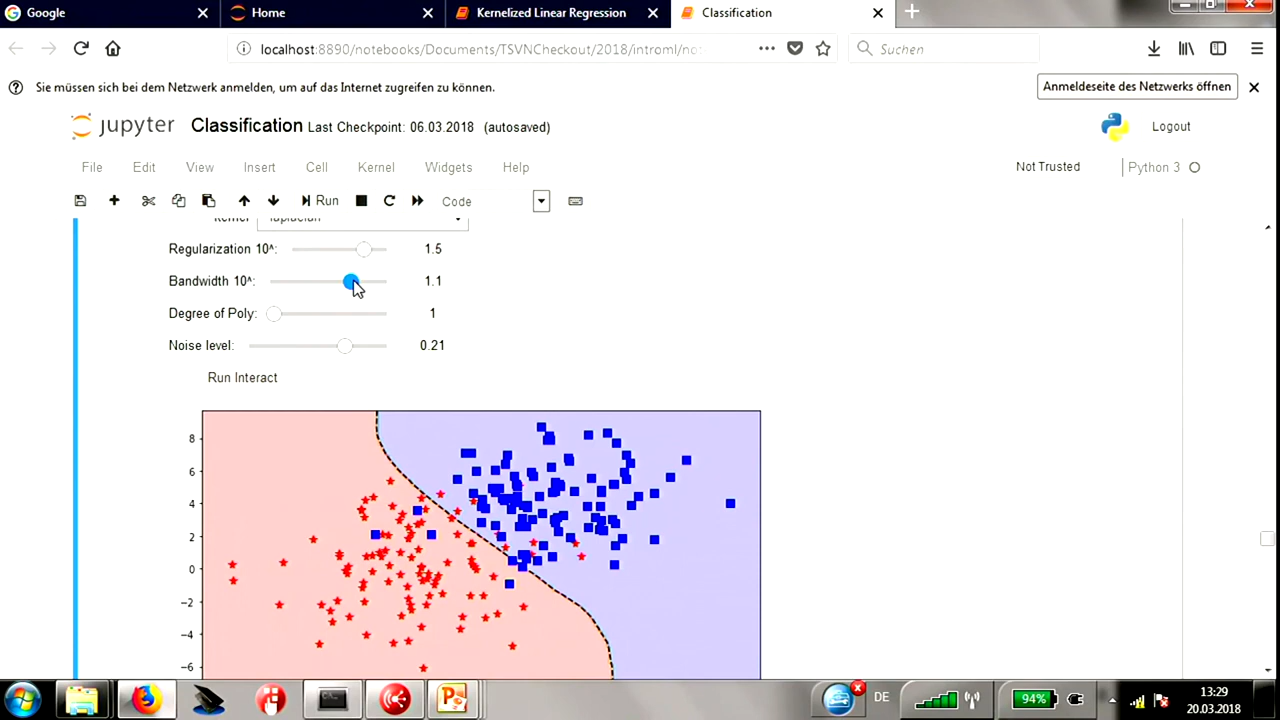 Google
Home
Kernelized Linear Regression
Classification
localhost:8890/notebooks/Documents/TSVNCheckout/2018/introml/no
Suchen
Sie müssen sich bei dem Netzwerk anmelden, um auf das Internet zugreifen zu können.
Anmeldeseite des Netzwerks öffnen
jupyter Classification Last Checkpoint: 06.03.2018 (autosaved)
Logout
File Edit View Insert Cell Kernel Widgets Help
Not Trusted
Python 3
Run
Code
Regularization 10^: 1.5
Bandwidth 10^: 1.1
Degree of Poly: 1
Noise level: 0.21
Run Interact
8
6
4
2
0
−2
−4
−6
DE
94%
13:29
20.03.2018